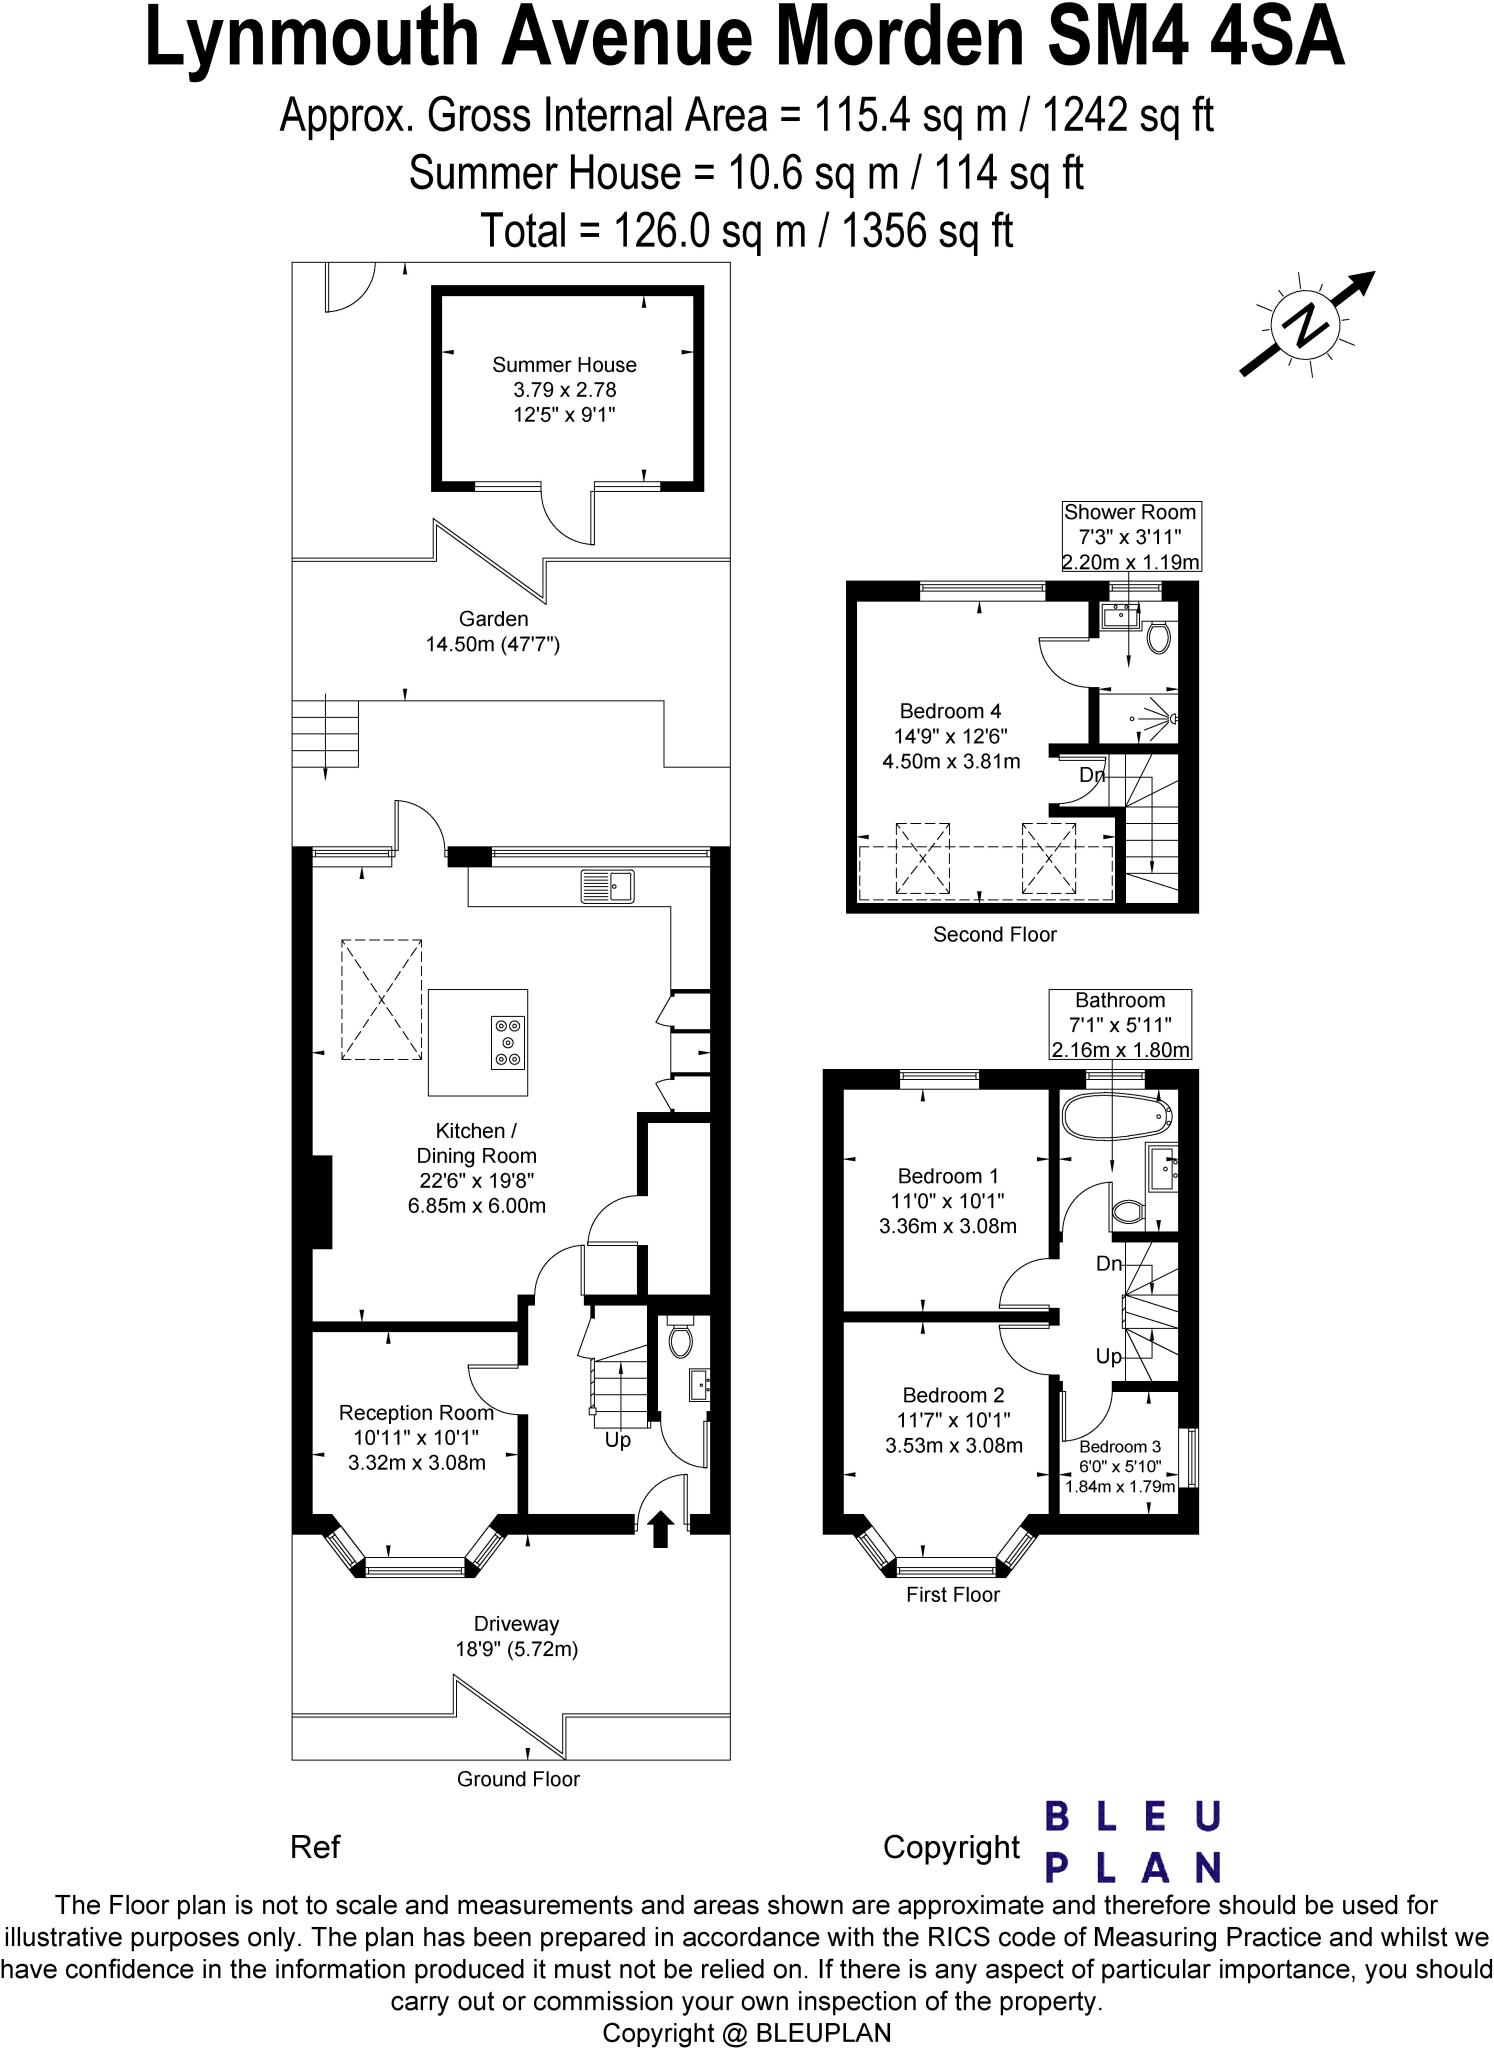 Lynmouth Avenue Morden SM4 4SA
Approx. Gross Internal Area = 115.4 sq m / 1242 sq ft
Summer House = 10.6 sq m / 114 sq ft
Total = 126.0 sq m / 1356 sq ft
N
Summer House
3.79 x 2.78
12'5" x 9'1"
Garden
14.50m (47'7")
Kitchen /
Dining Room
22'6" x 19'8"
6.85m x 6.00m
Reception Room
10'11" x 10'1"
3.32m x 3.08m
Up
Driveway
18'9" (5.72m)
Ground Floor
Shower Room
7'3" x 3'11"
2.20m x 1.19m
Bedroom 4
14'9" x 12'6"
4.50m x 3.81m
Dn
Second Floor
Bathroom
7'1" x 5'11"
2.16m x 1.80m
Bedroom 1
11'0" x 10'1"
3.36m x 3.08m
Dn
Up
Bedroom 2
11'7" x 10'1"
3.53m x 3.08m
Bedroom 3
6'0" x 5'10"
1.84m x 1.79m
First Floor
Ref
Copyright
BLEU
PLAN
The Floor plan is not to scale and measurements and areas shown are approximate and therefore should be used for
illustrative purposes only. The plan has been prepared in accordance with the RICS code of Measuring Practice and whilst we
have confidence in the information produced it must not be relied on. If there is any aspect of particular importance, you should
carry out or commission your own inspection of the property.
Copyright @ BLEUPLAN